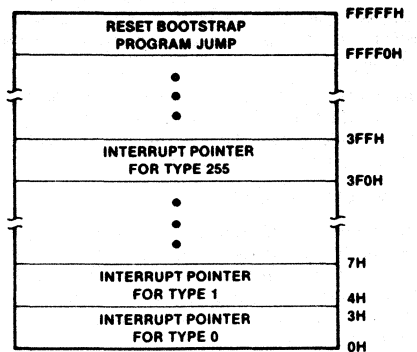 FFFFFH
RESET BOOTSTRAP
PROGRAM JUMP
FFFF0H
3FFH
INTERRUPT POINTER
FOR TYPE 255
3F0H
7H
INTERRUPT POINTER
FOR TYPE 1
4H
3H
INTERRUPT POINTER
FOR TYPE 0
0H